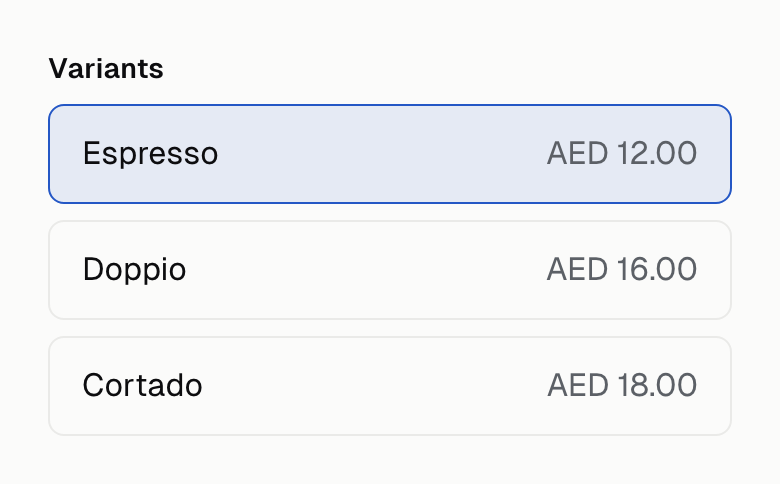 Variants
Espresso AED 12.00
Doppio AED 16.00
Cortado AED 18.00